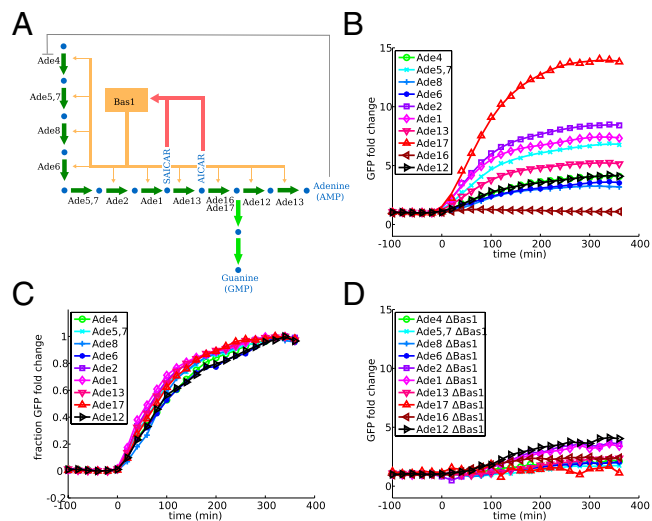 A
Ade4
Ade5,7
Bas1
Ade8
Ade6
SAICAR
AICAR
Adenine
(AMP)
Ade5,7 Ade2 Ade1 Ade13 Ade16 Ade12 Ade13
Ade17
Guanine
(GMP)
B
15
10
5
0
GFP fold change
Ade4
Ade5,7
Ade8
Ade6
Ade2
Ade1
Ade13
Ade17
Ade16
Ade12
-100 0 100 200 300 400
time (min)
C
1
0.8
0.6
0.4
0.2
0
-0.2
fraction GFP fold change
Ade4
Ade5,7
Ade8
Ade6
Ade2
Ade1
Ade13
Ade17
Ade12
-100 0 100 200 300 400
time (min)
D
15
10
5
0
GFP fold change
Ade4 ΔBas1
Ade5,7 ΔBas1
Ade8 ΔBas1
Ade6 ΔBas1
Ade2 ΔBas1
Ade1 ΔBas1
Ade13 ΔBas1
Ade17 ΔBas1
Ade16 ΔBas1
Ade12 ΔBas1
-100 0 100 200 300 400
time (min)